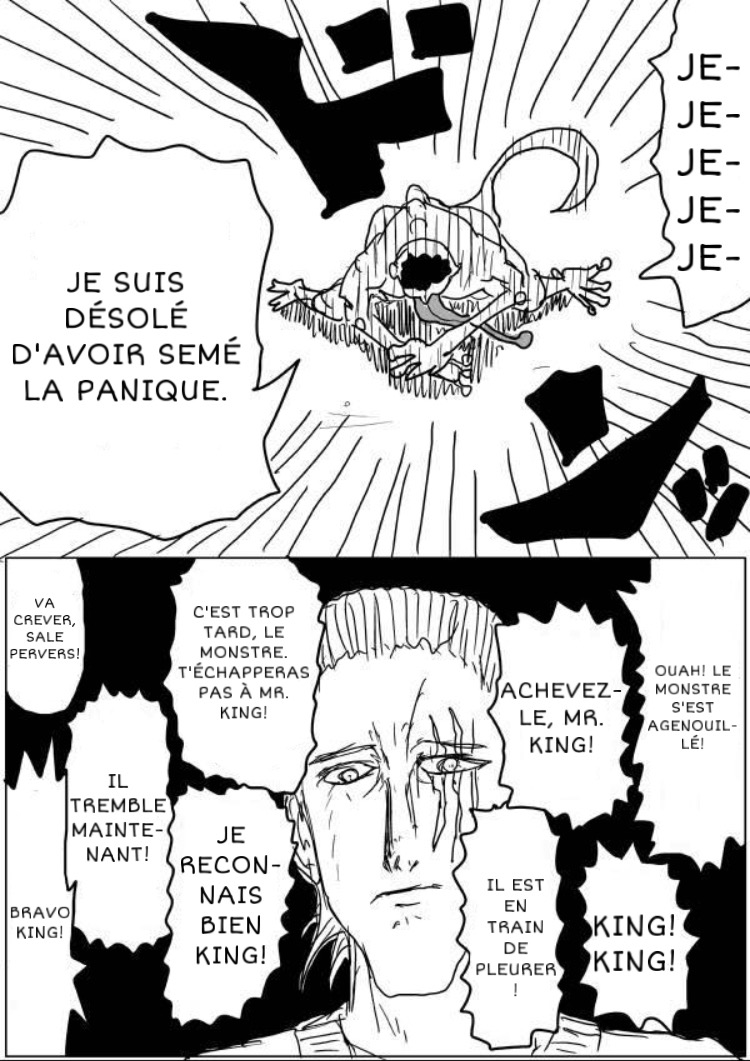 JE-
JE-
JE-
JE-
JE-
JE SUIS
DÉSOLÉ
D'AVOIR SEMÉ
LA PANIQUE.
OUAH! LE
MONSTRE
S'EST
AGENOUIL-
LÉ!
ACHEVEZ-
LE, MR.
KING!
C'EST TROP
TARD, LE
MONSTRE.
T'ÉCHAPPERAS
PAS À MR.
KING!
VA
CREVER,
SALE
PERVERS!
KING!
KING!
IL EST
EN
TRAIN
DE
PLEURER
!
JE
RECON-
NAIS
BIEN
KING!
IL
TREMBLE
MAINTE-
NANT!
BRAVO
KING!